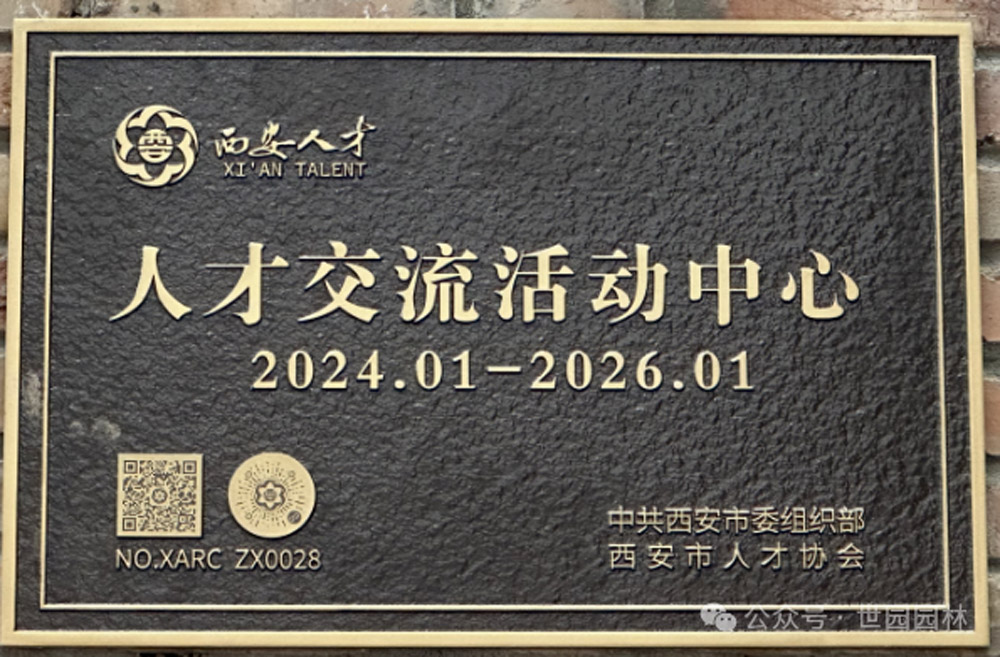 西安人才
XI'AN TALENT
人才交流活动中心
2024.01-2026.01
NO.XARC ZX0028
中共西安市委组织部
西安市人才协会
公众号·世园园林